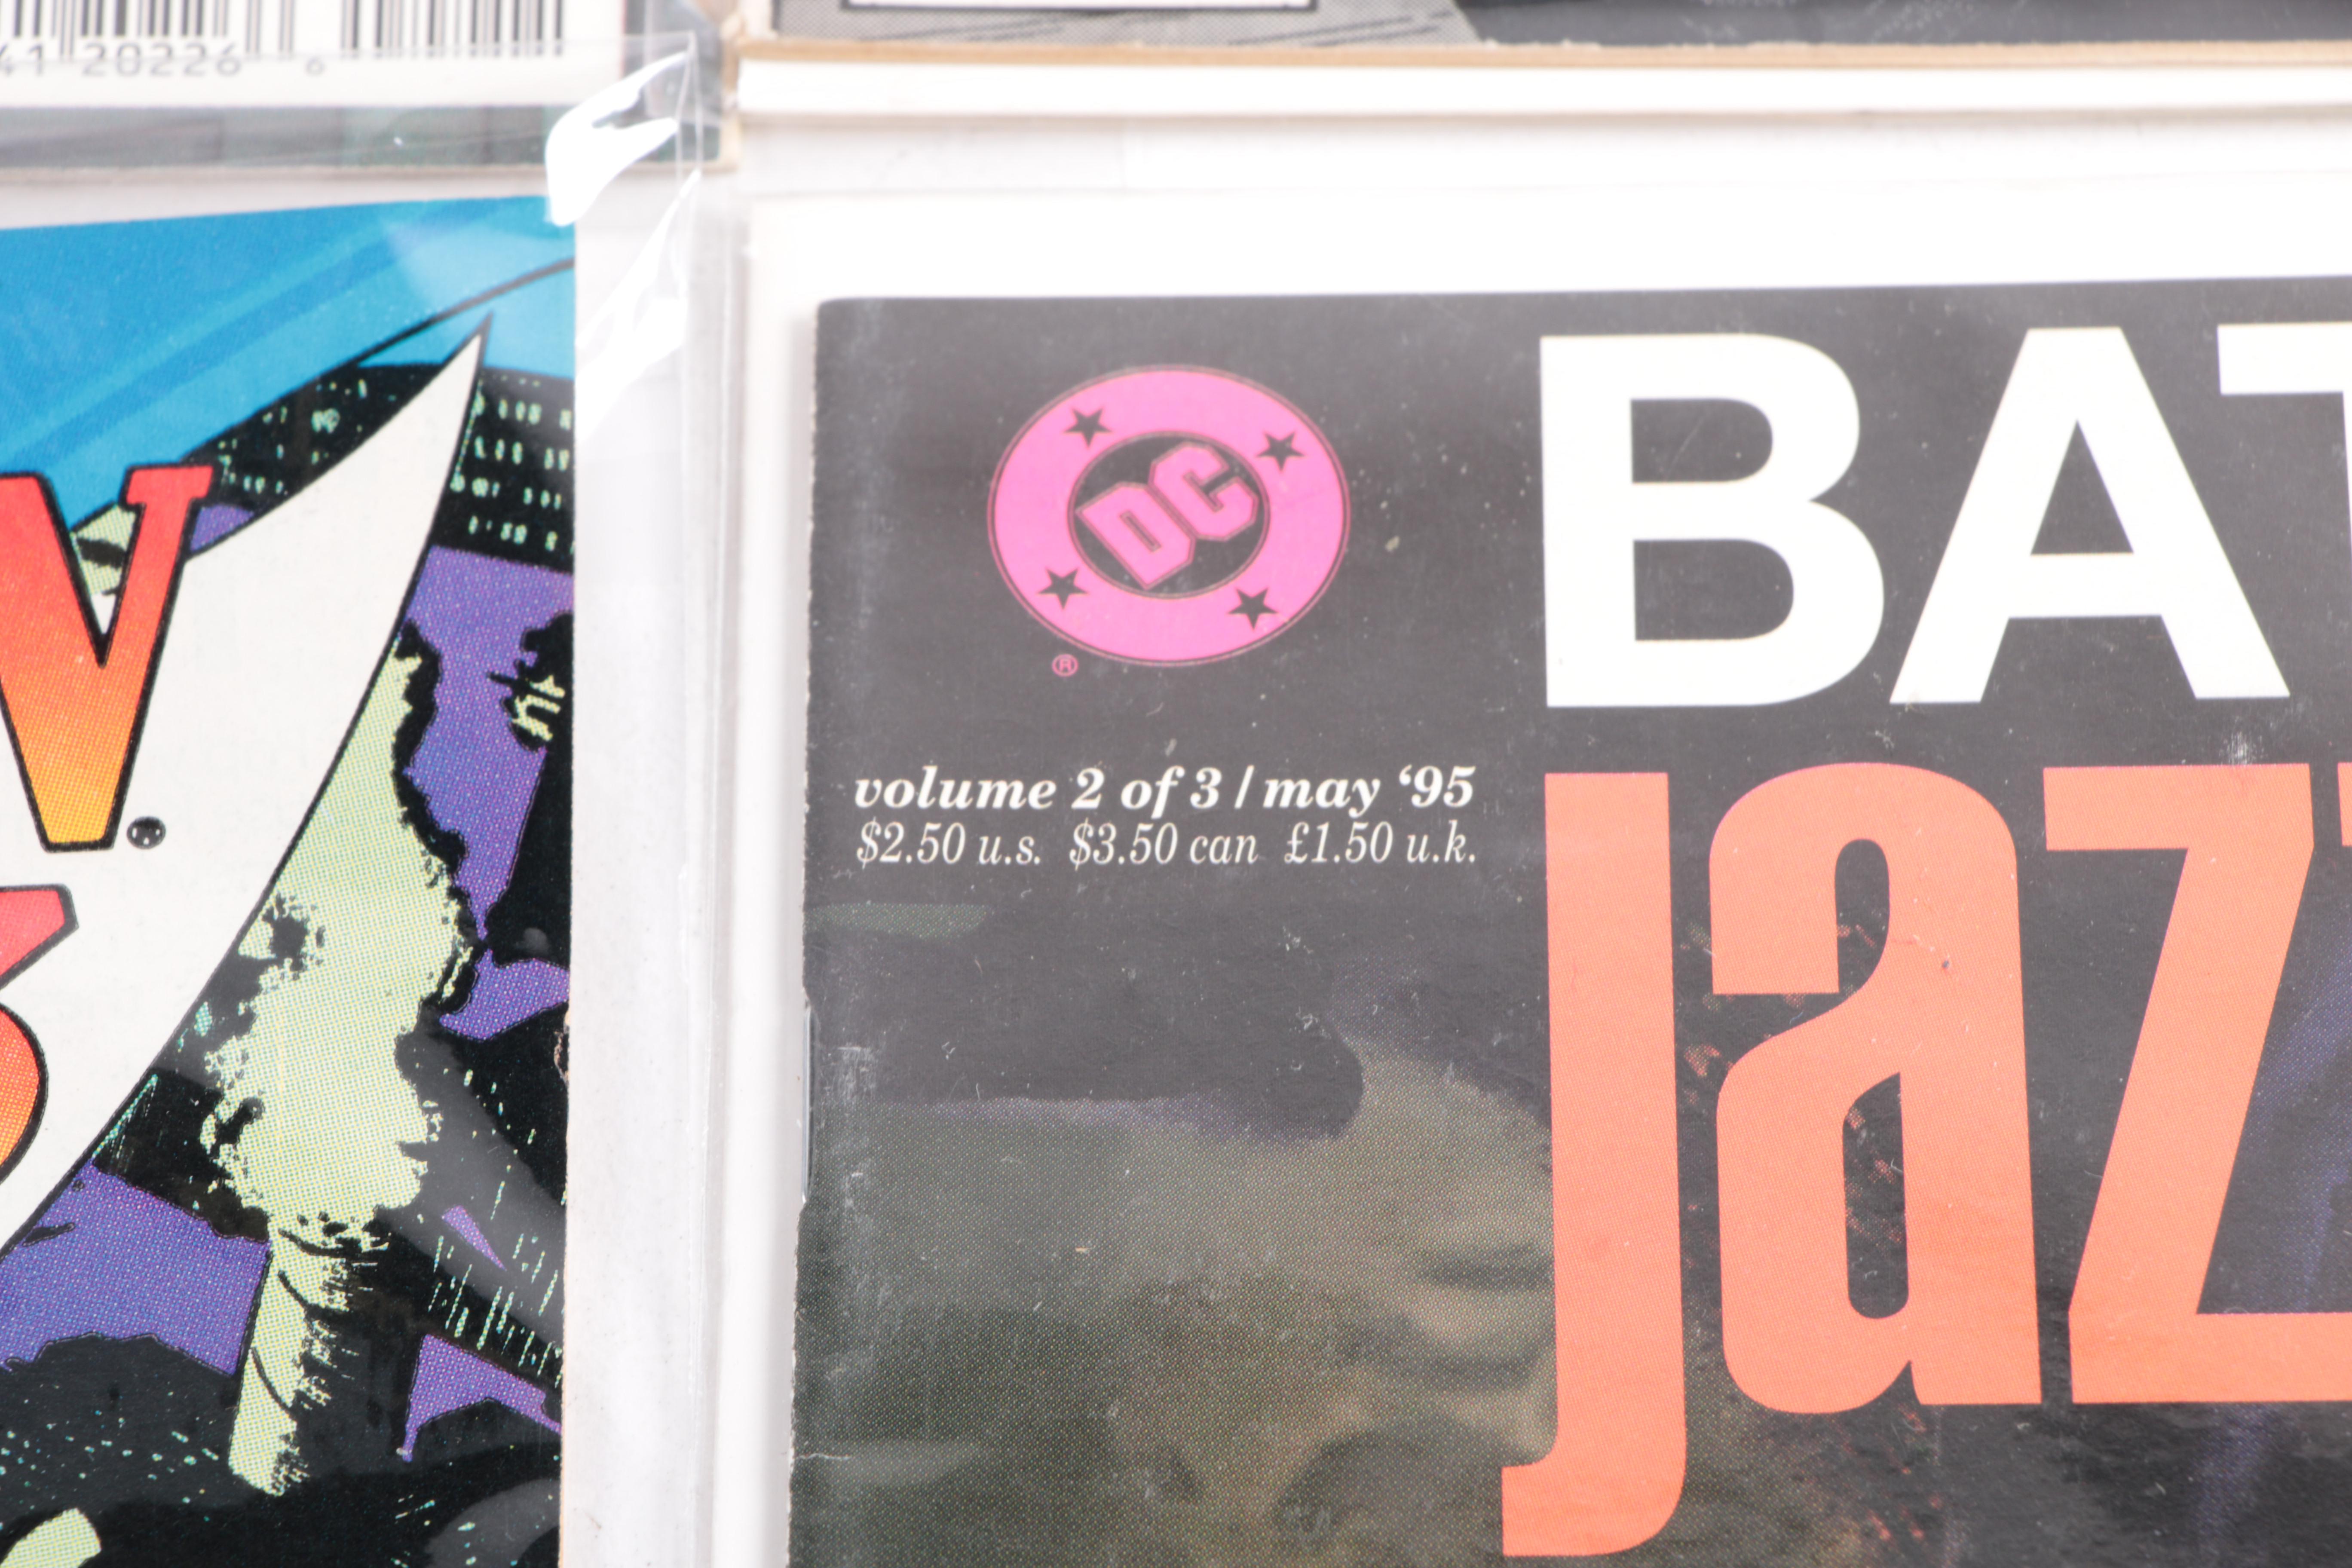 41 20226 6
N.
DC
®
BAT
volume 2 of 3 / may ‘95
$2.50 u.s. $3.50 can £1.50 u.k.
jaz